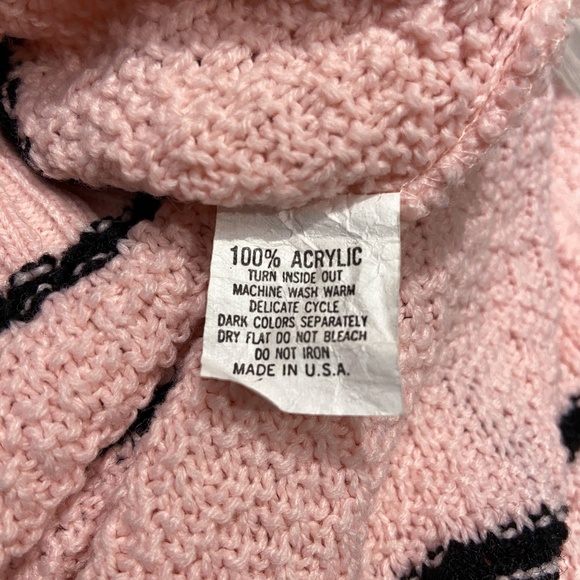 100% ACRYLIC
TURN INSIDE OUT
MACHINE WASH WARM
DELICATE CYCLE
DARK COLORS SEPARATELY
DRY FLAT DO NOT BLEACH
DO NOT IRON
MADE IN U.S.A.